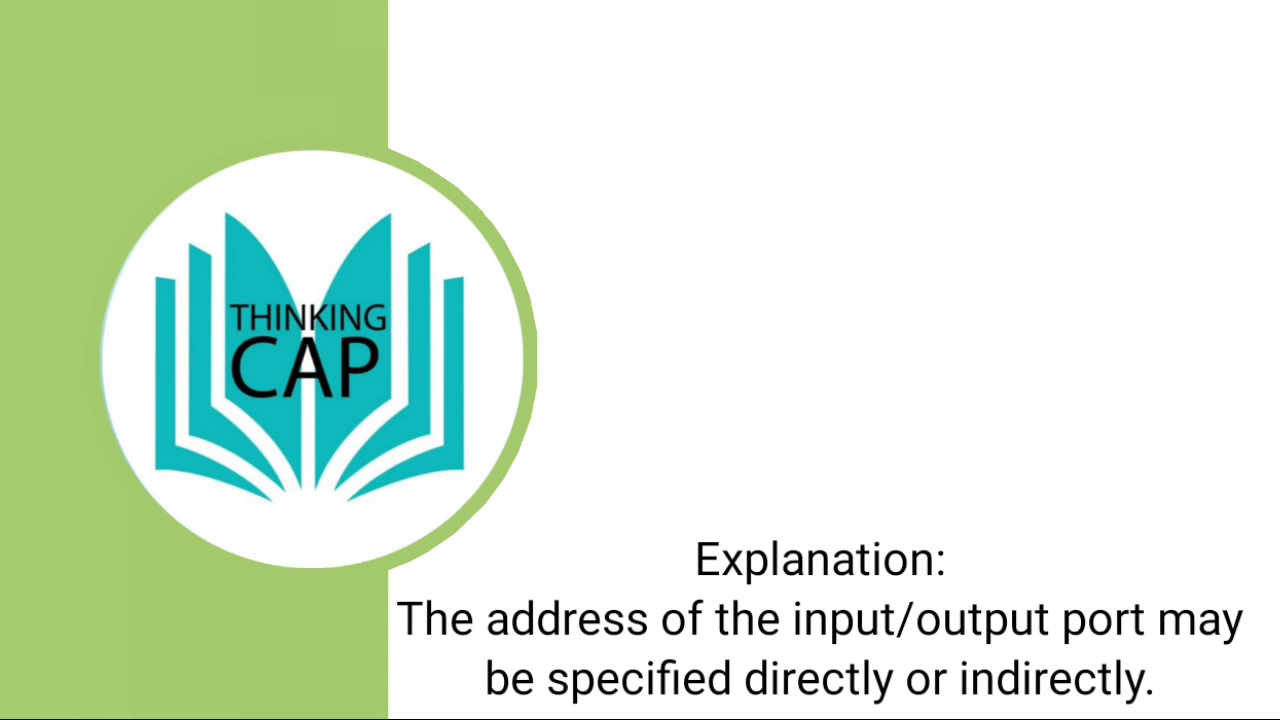 THINKING
CAP
Explanation:
The address of the input/output port may
be specified directly or indirectly.